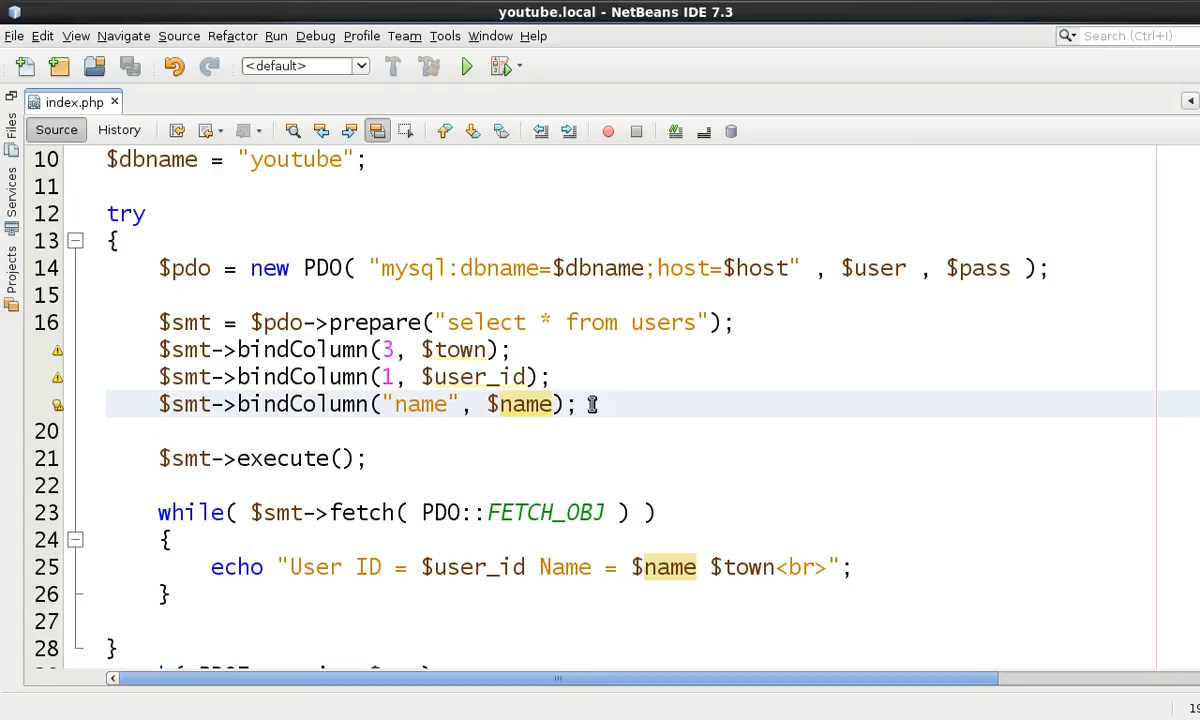 youtube.local - NetBeans IDE 7.3
File Edit View Navigate Source Refactor Run Debug Profile Team Tools Window Help
Search (Ctrl+I)
<default>
index.php
Source History
Files
Services
Projects
10 $dbname = "youtube";
11
12 try
13 {
14 $pdo = new PDO( "mysql:dbname=$dbname;host=$host" , $user , $pass );
15
16 $smt = $pdo->prepare("select * from users");
$smt->bindColumn(3, $town);
$smt->bindColumn(1, $user_id);
$smt->bindColumn("name", $name);
20
21 $smt->execute();
22
23 while( $smt->fetch( PDO::FETCH_OBJ ) )
24 {
25 echo "User ID = $user_id Name = $name $town<br>";
26 }
27
28 }